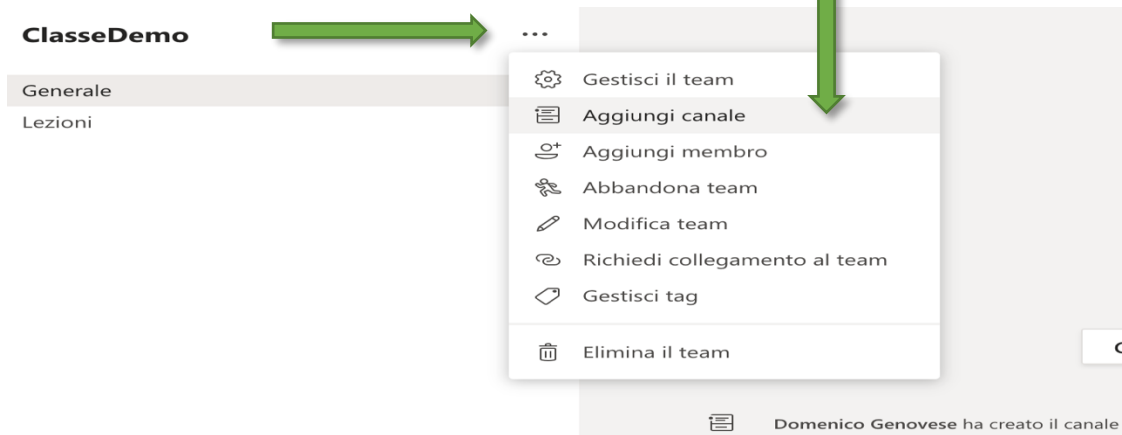 ClasseDemo
...
Generale
Lezioni
Gestisci il team
Aggiungi canale
Aggiungi membro
Abbandona team
Modifica team
Richiedi collegamento al team
Gestisci tag
Elimina il team
Domenico Genovese ha creato il canale